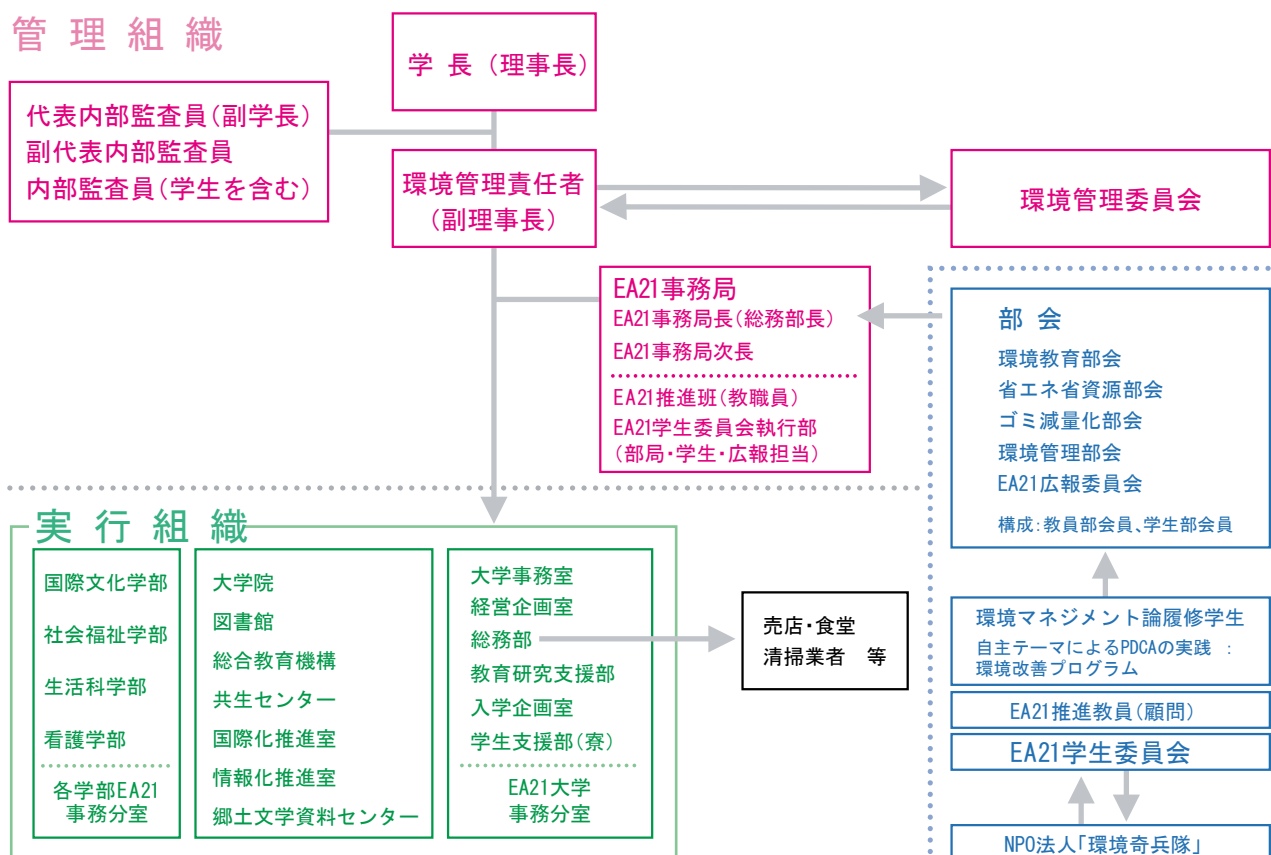 管理組織
学長（理事長）
代表内部監査員（副学長）
副代表内部監査員
内部監査員（学生を含む）
環境管理責任者
（副理事長）
環境管理委員会
EA21事務局
EA21事務局長（総務部長）
EA21事務局次長
EA21推進班（教職員）
EA21学生委員会執行部
（部局・学生・広報担当）
部会
環境教育部会
省エネ省資源部会
ゴミ減量化部会
環境管理部会
EA21広報委員会
構成：教員部会員、学生部会員
実行組織
国際文化学部
社会福祉学部
生活科学部
看護学部
各学部EA21
事務分室
大学院
図書館
総合教育機構
共生センター
国際化推進室
情報化推進室
郷土文学資料センター
大学事務室
経営企画室
総務部
教育研究支援部
入学企画室
学生支援部（寮）
EA21大学
事務分室
売店・食堂
清掃業者　等
環境マネジメント論履修学生
自主テーマによるPDCAの実践　：
環境改善プログラム
EA21推進教員（顧問）
EA21学生委員会
NPO法人「環境奇兵隊」